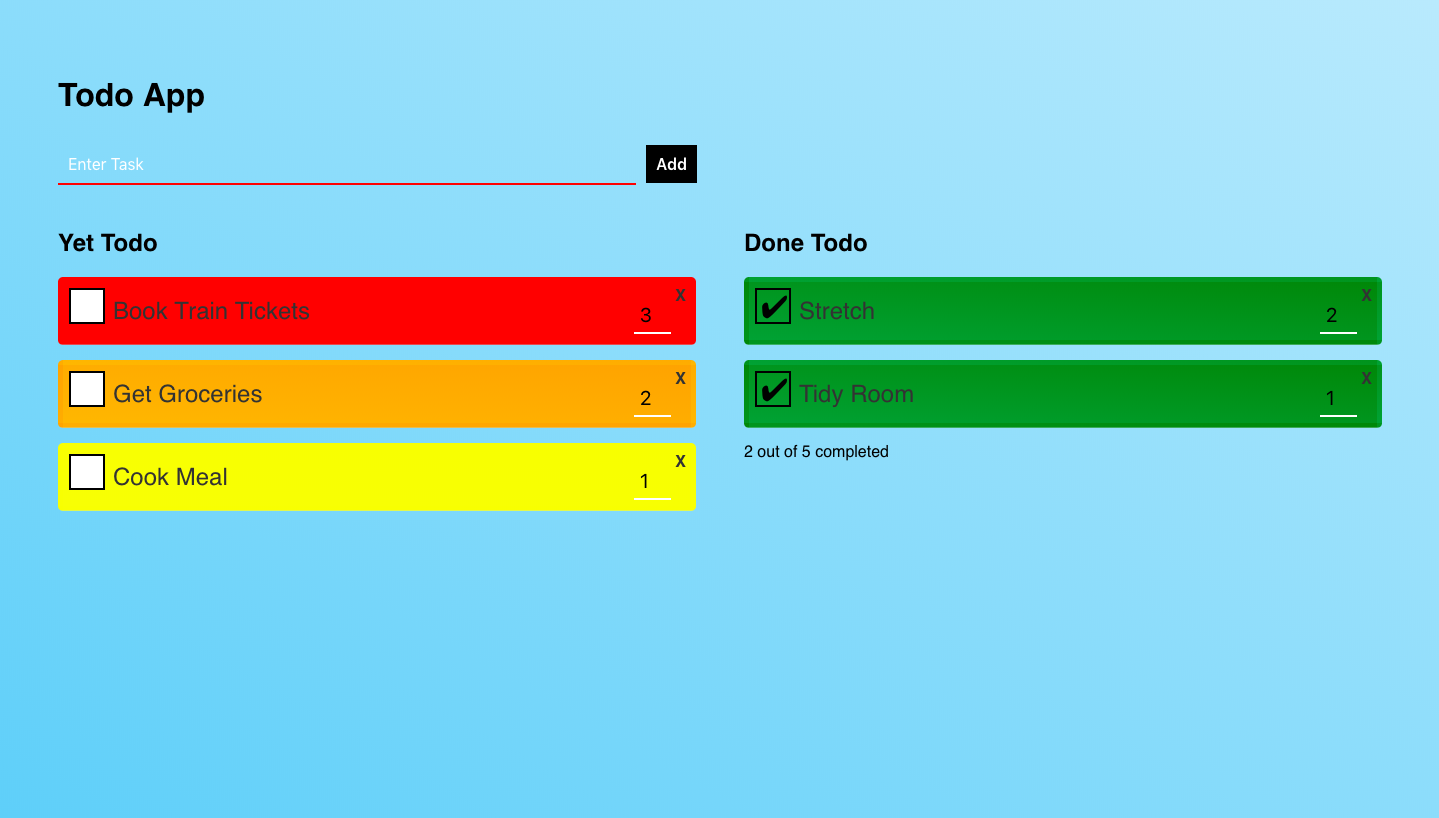 Todo App
Enter Task
Add
Yet Todo
Book Train Tickets
3
X
Get Groceries
2
X
Cook Meal
1
X
Done Todo
✔ Stretch
2
X
✔ Tidy Room
1
X
2 out of 5 completed